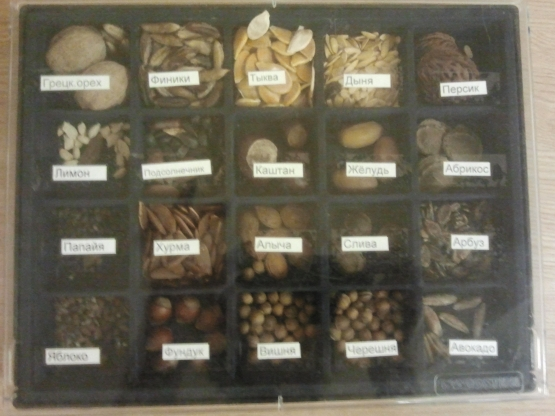 Грецк.орех
Финики
Тыква
Дыня
Персик
Лимон
Подсолнечник
Каштан
Жёлудь
Абрикос
Папайя
Хурма
Алыча
Слива
Арбуз
Яблоко
Фундук
Вишня
Черешня
Авокадо